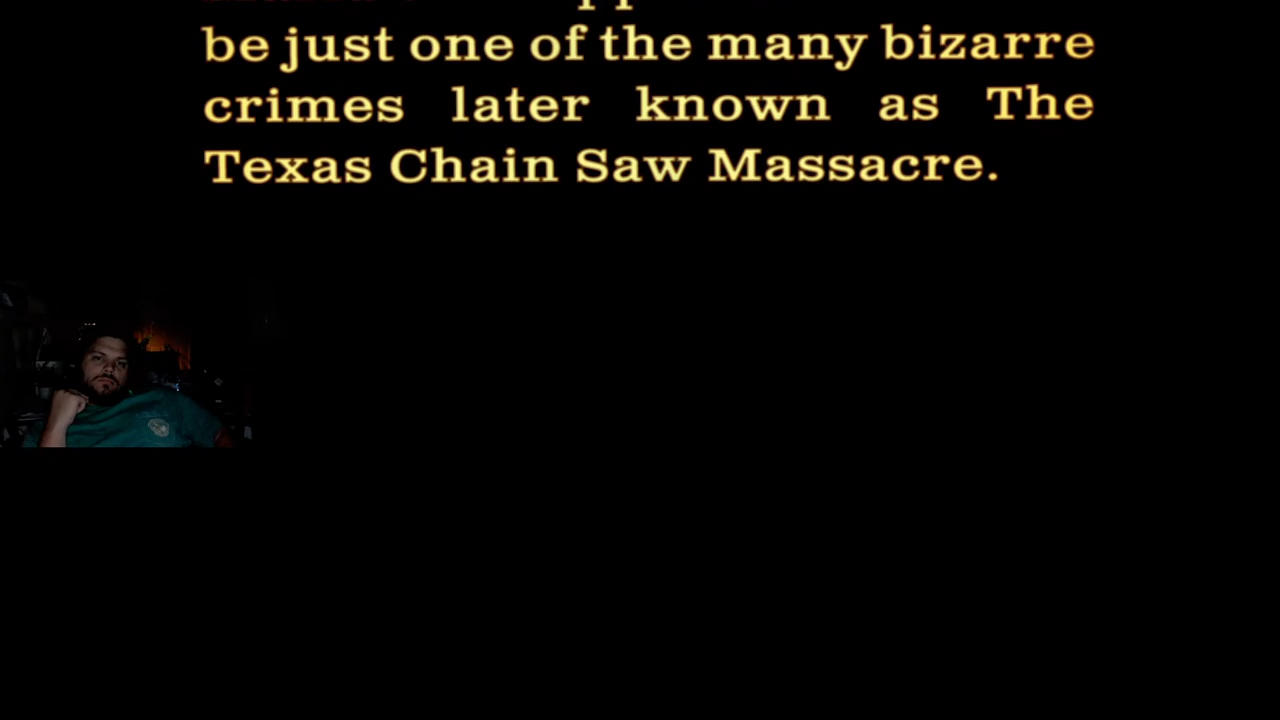 be just one of the many bizarre
crimes later known as The
Texas Chain Saw Massacre.